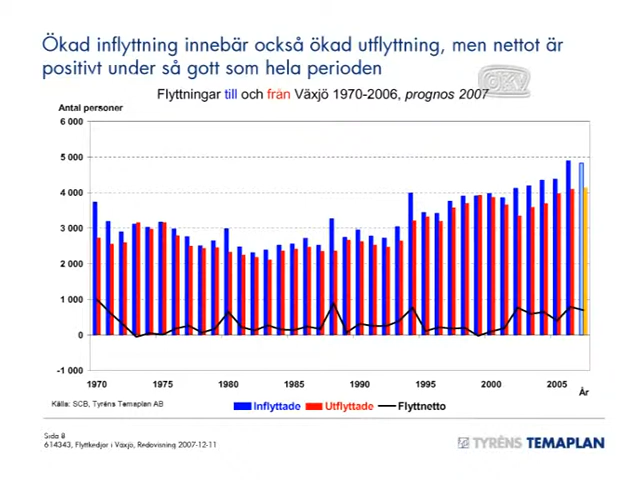 Ökad inflyttning innebär också ökad utflyttning, men nettot är
positivt under så gott som hela perioden
Flyttningar till och från Växjö 1970-2006, prognos 2007
Antal personer
6 000
5 000
4 000
3 000
2 000
1 000
0
-1 000
1970 1975 1980 1985 1990 1995 2000 2005
År
Källa: SCB, Tyréns Temaplan AB
Inflyttade Utflyttade Flyttnetto
Sida 8
614343, Flyttkedjor i Växjö, Redovisning 2007-12-11
TYRÉNS TEMAPLAN